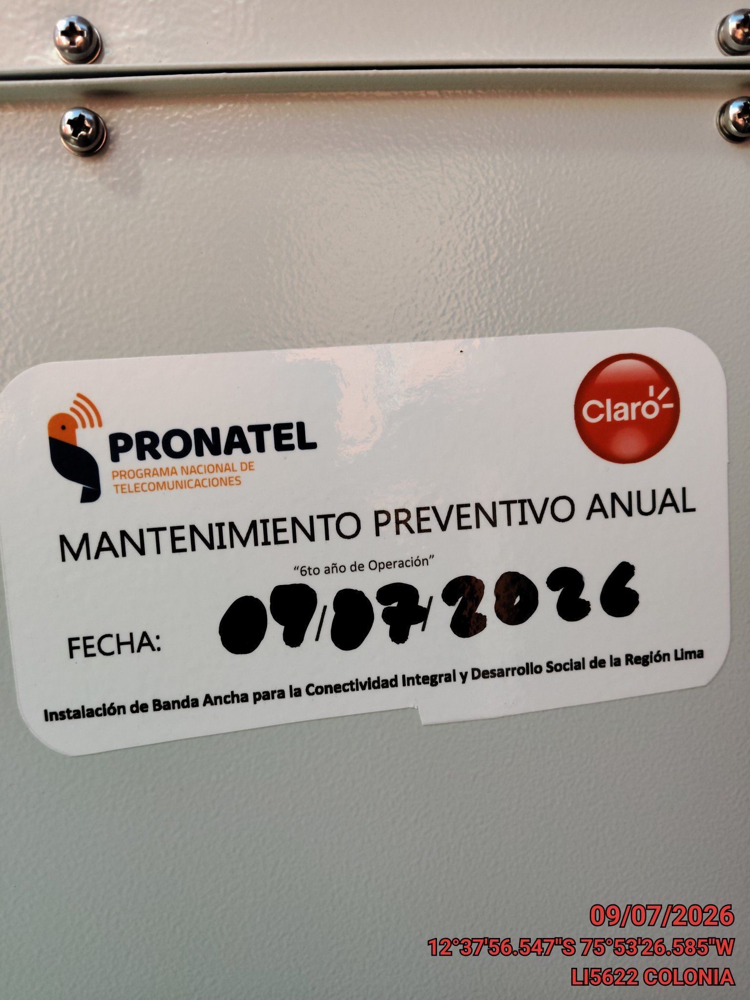 PRONATEL
PROGRAMA NACIONAL DE
TELECOMUNICACIONES
Claro
MANTENIMIENTO PREVENTIVO ANUAL
“6to año de Operación”
FECHA: 09/07/2026
Instalación de Banda Ancha para la Conectividad Integral y Desarrollo Social de la Región Lima
09/07/2026
12°37'56.547"S 75°53'26.585"W
LI5622 COLONIA